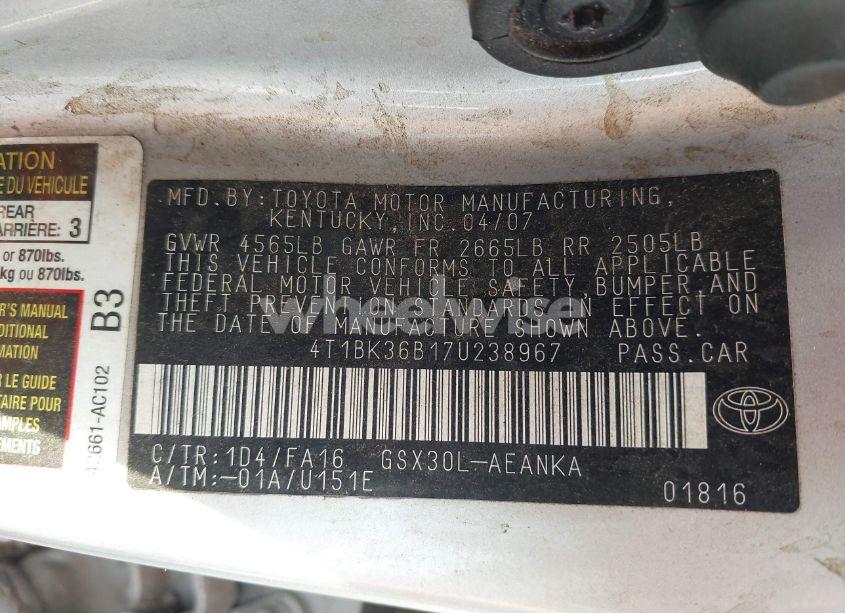 ATION
E DU VÉHICULE
REAR
ARRIÈRE: 3
or 870lbs.
kg ou 870lbs.
R'S MANUAL
DITIONAL
MATION
R LE GUIDE
TAIRE POUR
AMPLES
EMENTS
661-AC102
B3
MFD. BY: TOYOTA MOTOR MANUFACTURING,
KENTUCKY, INC. 04/07
GVWR 4565LB GAWR FR 2665LB RR 2505LB
THIS VEHICLE CONFORMS TO ALL APPLICABLE
FEDERAL MOTOR VEHICLE SAFETY, BUMPER, AND
THEFT PREVENTION STANDARDS IN EFFECT ON
THE DATE OF MANUFACTURE SHOWN ABOVE.
wheelwise
4T1BK36B17U238967 PASS.CAR
C/TR: 1D4/FA16 GSX30L-AEANKA
A/TM:-01A/U151E
01816